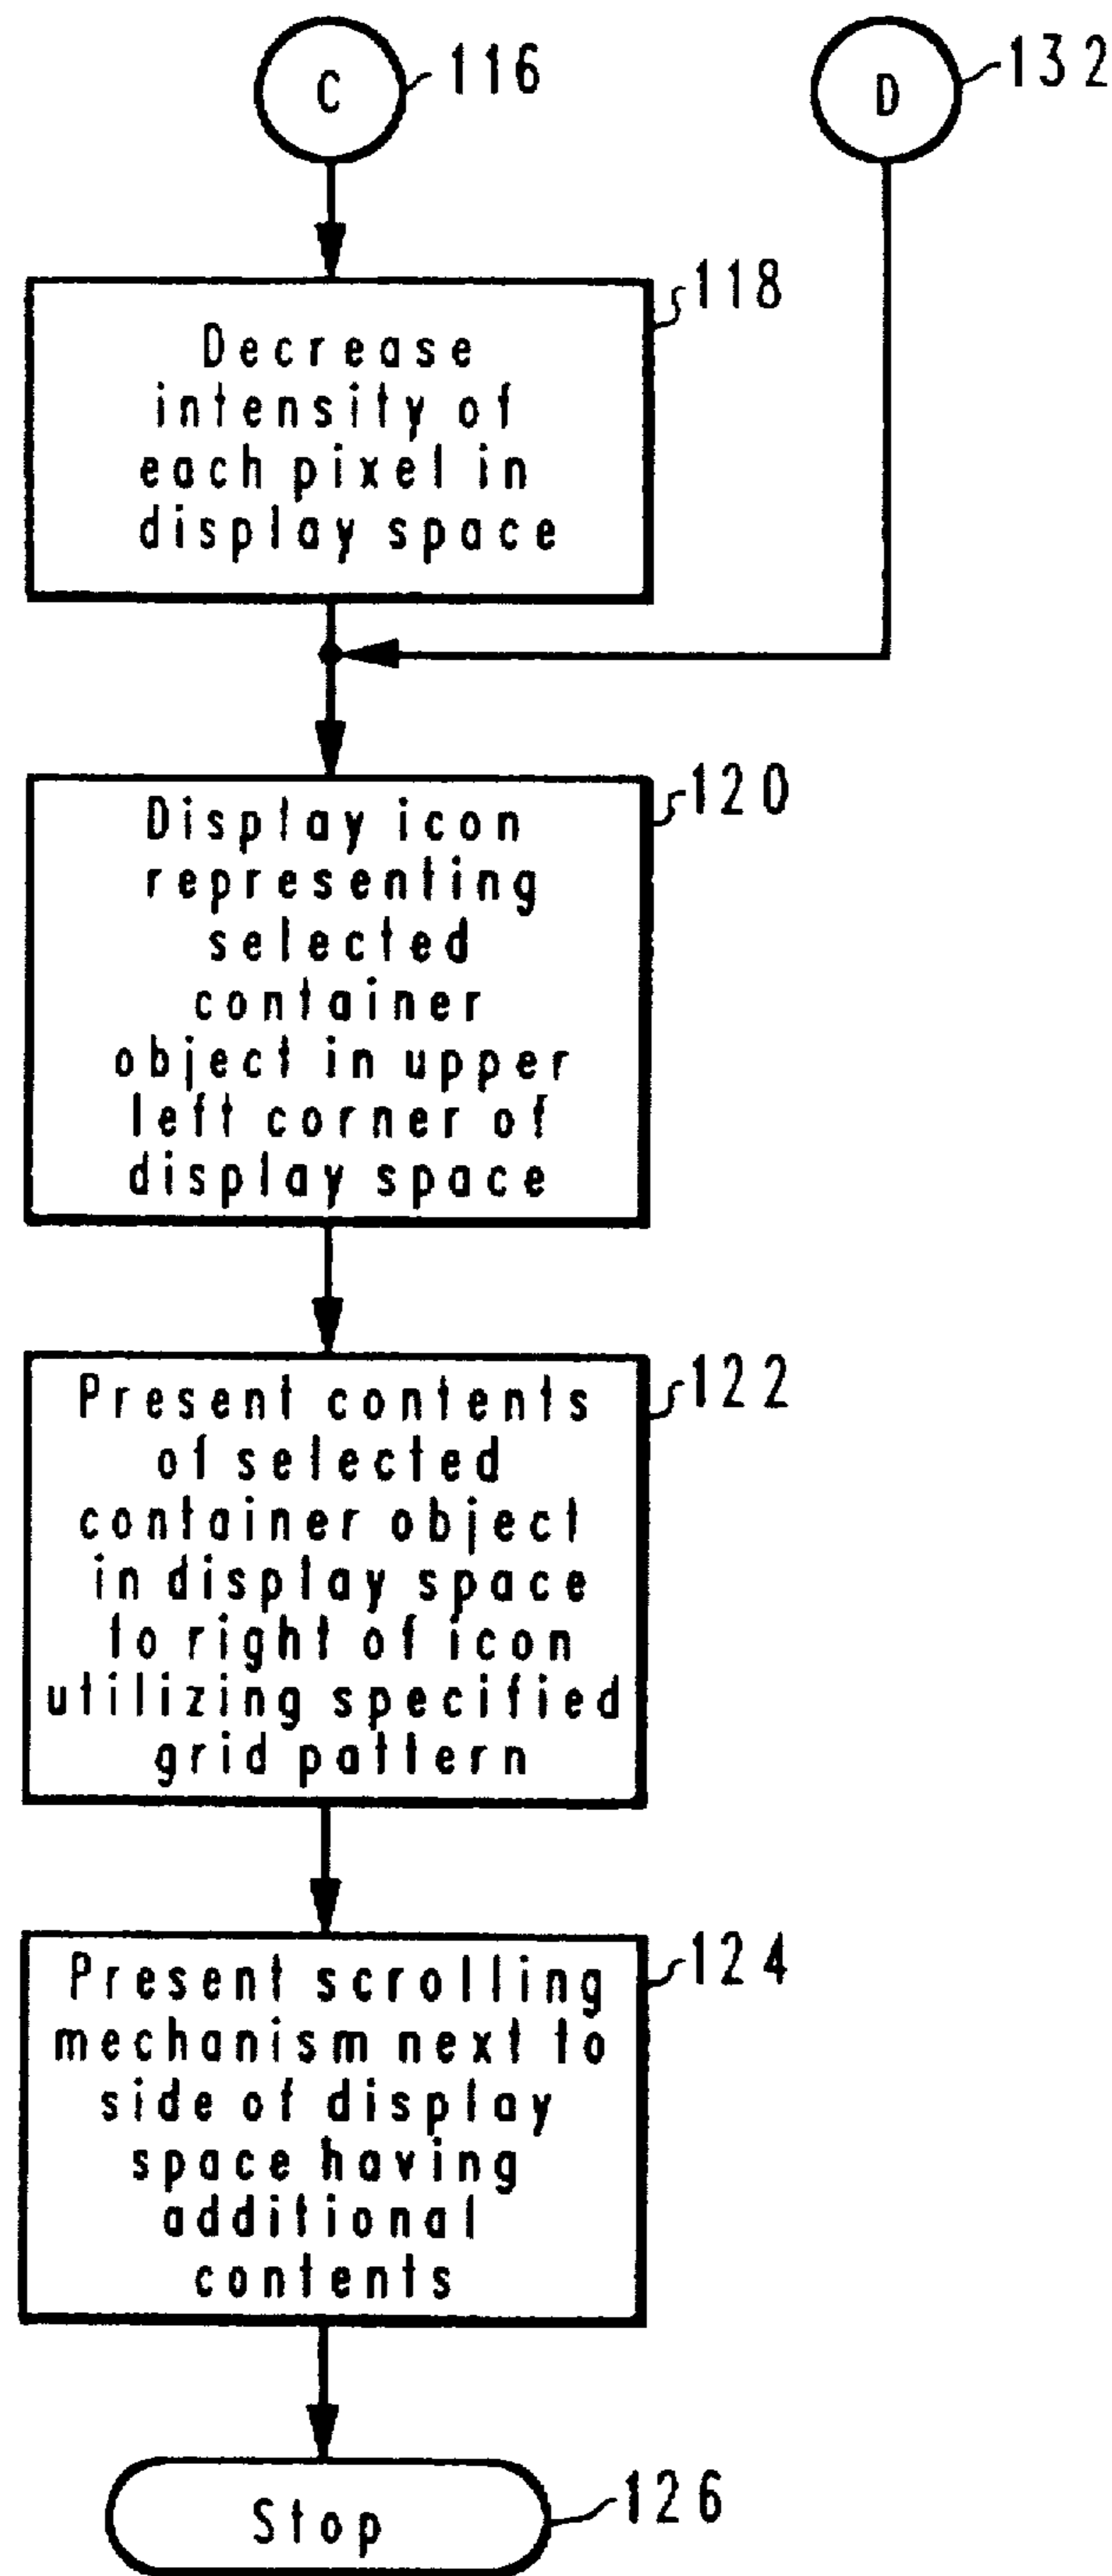 C
116
D
132
118
Decrease
intensity of
each pixel in
display space
120
Display icon
representing
selected
container
object in upper
left corner of
display space
122
Present contents
of selected
container object
in display space
to right of icon
utilizing specified
grid pattern
124
Present scrolling
mechanism next to
side of display
space having
additional
contents
Stop
126